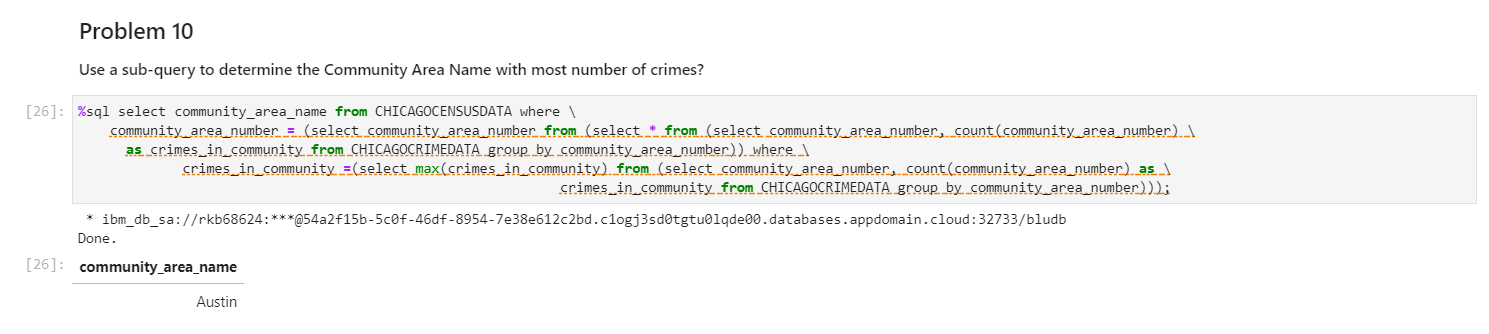 Problem 10
Use a sub-query to determine the Community Area Name with most number of crimes?
[26]: %sql select community_area_name from CHICAGOCENSUSDATA where \
community_area_number = (select community_area_number from (select * from (select community_area_number, count(community_area_number) \
as crimes_in_community from CHICAGOCRIMEDATA group by community_area_number)) where \
crimes_in_community =(select max(crimes_in_community) from (select community_area_number, count(community_area_number) as \
crimes_in_community from CHICAGOCRIMEDATA group by community_area_number)));
* ibm_db_sa://rkb68624:***@54a2f15b-5c0f-46df-8954-7e38e612c2bd.c1ogj3sd0tgtu0lqde00.databases.appdomain.cloud:32733/bludb
Done.
[26]: community_area_name
Austin